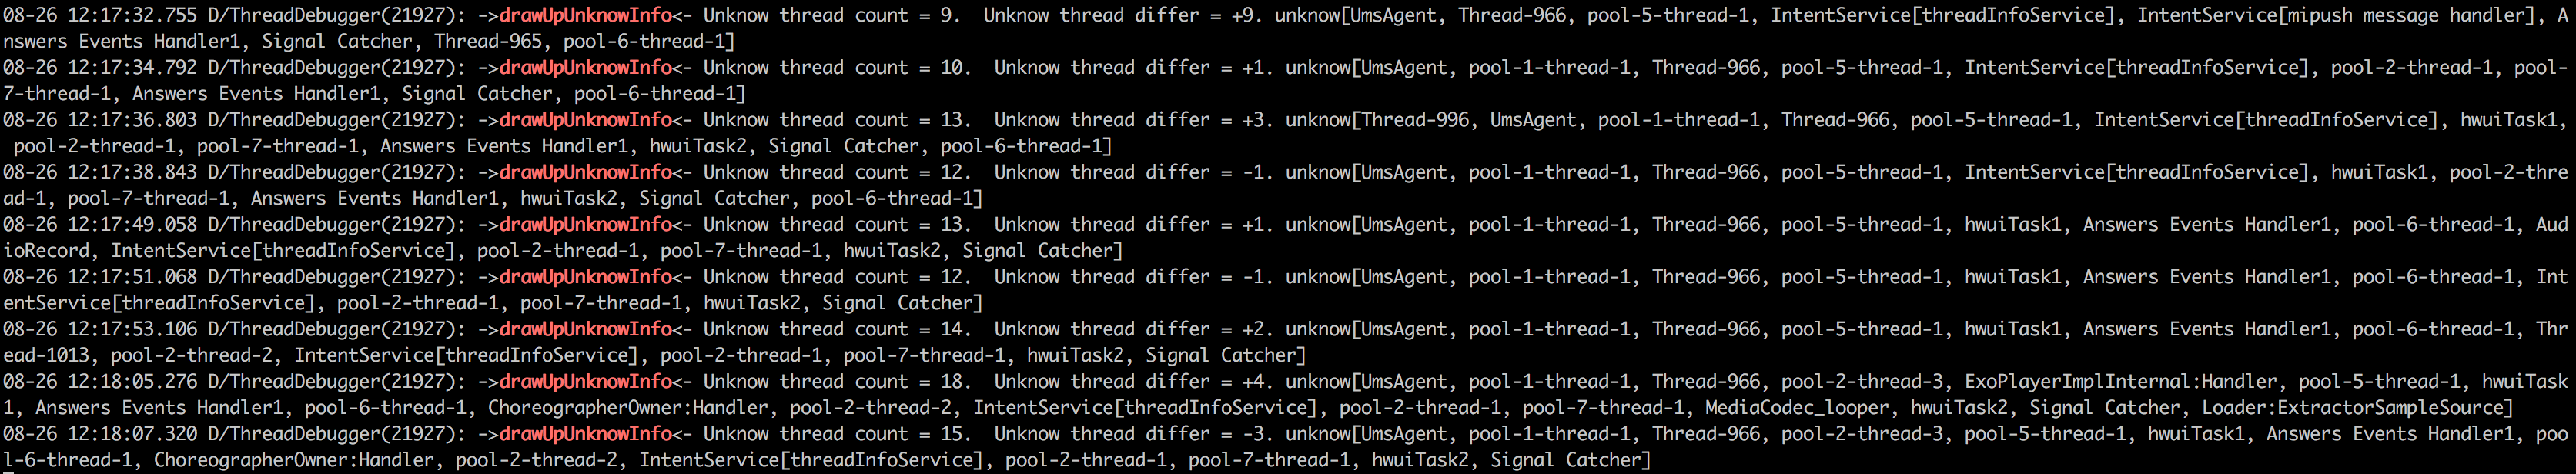 08-26 12:17:32.755 D/ThreadDebugger(21927): ->drawUpUnknowInfo<- Unknow thread count = 9.  Unknow thread differ = +9. unknow[UmsAgent, Thread-966, pool-5-thread-1, IntentService[threadInfoService], IntentService[mipush message handler], A
nswers Events Handler1, Signal Catcher, Thread-965, pool-6-thread-1]
08-26 12:17:34.792 D/ThreadDebugger(21927): ->drawUpUnknowInfo<- Unknow thread count = 10.  Unknow thread differ = +1. unknow[UmsAgent, pool-1-thread-1, Thread-966, pool-5-thread-1, IntentService[threadInfoService], pool-2-thread-1, pool-
7-thread-1, Answers Events Handler1, Signal Catcher, pool-6-thread-1]
08-26 12:17:36.803 D/ThreadDebugger(21927): ->drawUpUnknowInfo<- Unknow thread count = 13.  Unknow thread differ = +3. unknow[Thread-996, UmsAgent, pool-1-thread-1, Thread-966, pool-5-thread-1, IntentService[threadInfoService], hwuiTask1,
 pool-2-thread-1, pool-7-thread-1, Answers Events Handler1, hwuiTask2, Signal Catcher, pool-6-thread-1]
08-26 12:17:38.843 D/ThreadDebugger(21927): ->drawUpUnknowInfo<- Unknow thread count = 12.  Unknow thread differ = -1. unknow[UmsAgent, pool-1-thread-1, Thread-966, pool-5-thread-1, IntentService[threadInfoService], hwuiTask1, pool-2-thre
ad-1, pool-7-thread-1, Answers Events Handler1, hwuiTask2, Signal Catcher, pool-6-thread-1]
08-26 12:17:49.058 D/ThreadDebugger(21927): ->drawUpUnknowInfo<- Unknow thread count = 13.  Unknow thread differ = +1. unknow[UmsAgent, pool-1-thread-1, Thread-966, pool-5-thread-1, hwuiTask1, Answers Events Handler1, pool-6-thread-1, Aud
ioRecord, IntentService[threadInfoService], pool-2-thread-1, pool-7-thread-1, hwuiTask2, Signal Catcher]
08-26 12:17:51.068 D/ThreadDebugger(21927): ->drawUpUnknowInfo<- Unknow thread count = 12.  Unknow thread differ = -1. unknow[UmsAgent, pool-1-thread-1, Thread-966, pool-5-thread-1, hwuiTask1, Answers Events Handler1, pool-6-thread-1, Int
entService[threadInfoService], pool-2-thread-1, pool-7-thread-1, hwuiTask2, Signal Catcher]
08-26 12:17:53.106 D/ThreadDebugger(21927): ->drawUpUnknowInfo<- Unknow thread count = 14.  Unknow thread differ = +2. unknow[UmsAgent, pool-1-thread-1, Thread-966, pool-5-thread-1, hwuiTask1, Answers Events Handler1, pool-6-thread-1, Thr
ead-1013, pool-2-thread-2, IntentService[threadInfoService], pool-2-thread-1, pool-7-thread-1, hwuiTask2, Signal Catcher]
08-26 12:18:05.276 D/ThreadDebugger(21927): ->drawUpUnknowInfo<- Unknow thread count = 18.  Unknow thread differ = +4. unknow[UmsAgent, pool-1-thread-1, Thread-966, pool-2-thread-3, ExoPlayerImplInternal:Handler, pool-5-thread-1, hwuiTask
1, Answers Events Handler1, pool-6-thread-1, ChoreographerOwner:Handler, pool-2-thread-2, IntentService[threadInfoService], pool-2-thread-1, pool-7-thread-1, MediaCodec_looper, hwuiTask2, Signal Catcher, Loader:ExtractorSampleSource]
08-26 12:18:07.320 D/ThreadDebugger(21927): ->drawUpUnknowInfo<- Unknow thread count = 15.  Unknow thread differ = -3. unknow[UmsAgent, pool-1-thread-1, Thread-966, pool-2-thread-3, pool-5-thread-1, hwuiTask1, Answers Events Handler1, poo
l-6-thread-1, ChoreographerOwner:Handler, pool-2-thread-2, IntentService[threadInfoService], pool-2-thread-1, pool-7-thread-1, hwuiTask2, Signal Catcher]